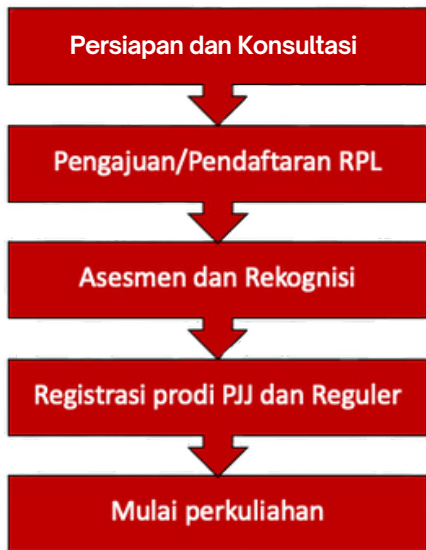 Persiapan dan Konsultasi
Pengajuan/Pendaftaran RPL
Asesmen dan Rekognisi
Registrasi prodi PJJ dan Reguler
Mulai perkuliahan